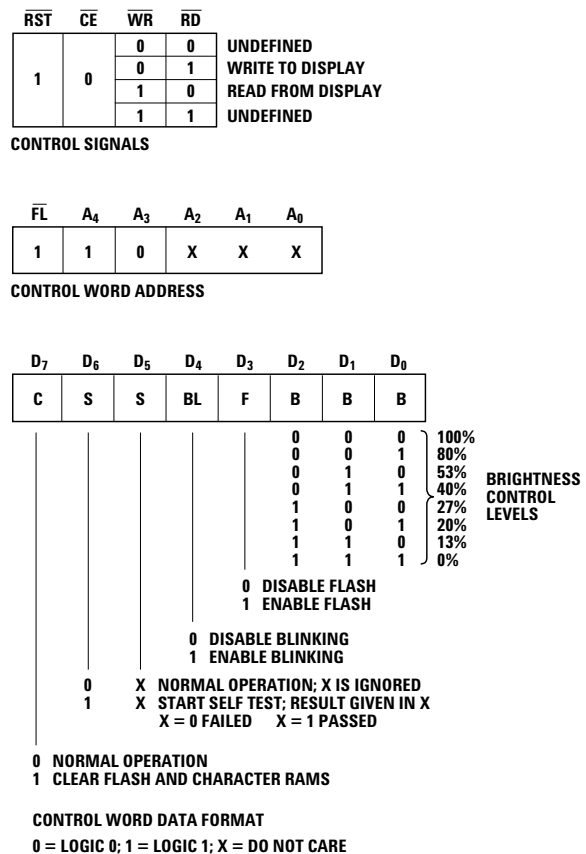 R̅S̅T̅ C̅E̅ W̅R̅ R̅D̅
1 0
0 0 UNDEFINED
0 1 WRITE TO DISPLAY
1 0 READ FROM DISPLAY
1 1 UNDEFINED
CONTROL SIGNALS
F̅L̅ A₄ A₃ A₂ A₁ A₀
1 1 0 X X X
CONTROL WORD ADDRESS
D₇ D₆ D₅ D₄ D₃ D₂ D₁ D₀
C S S BL F B B B
0 0 0 100%
0 0 1 80%
0 1 0 53%
0 1 1 40%
1 0 0 27%
1 0 1 20%
1 1 0 13%
1 1 1 0%
BRIGHTNESS
CONTROL
LEVELS
0 DISABLE FLASH
1 ENABLE FLASH
0 DISABLE BLINKING
1 ENABLE BLINKING
0 X NORMAL OPERATION; X IS IGNORED
1 X START SELF TEST; RESULT GIVEN IN X
X = 0 FAILED X = 1 PASSED
0 NORMAL OPERATION
1 CLEAR FLASH AND CHARACTER RAMS
CONTROL WORD DATA FORMAT
0 = LOGIC 0; 1 = LOGIC 1; X = DO NOT CARE